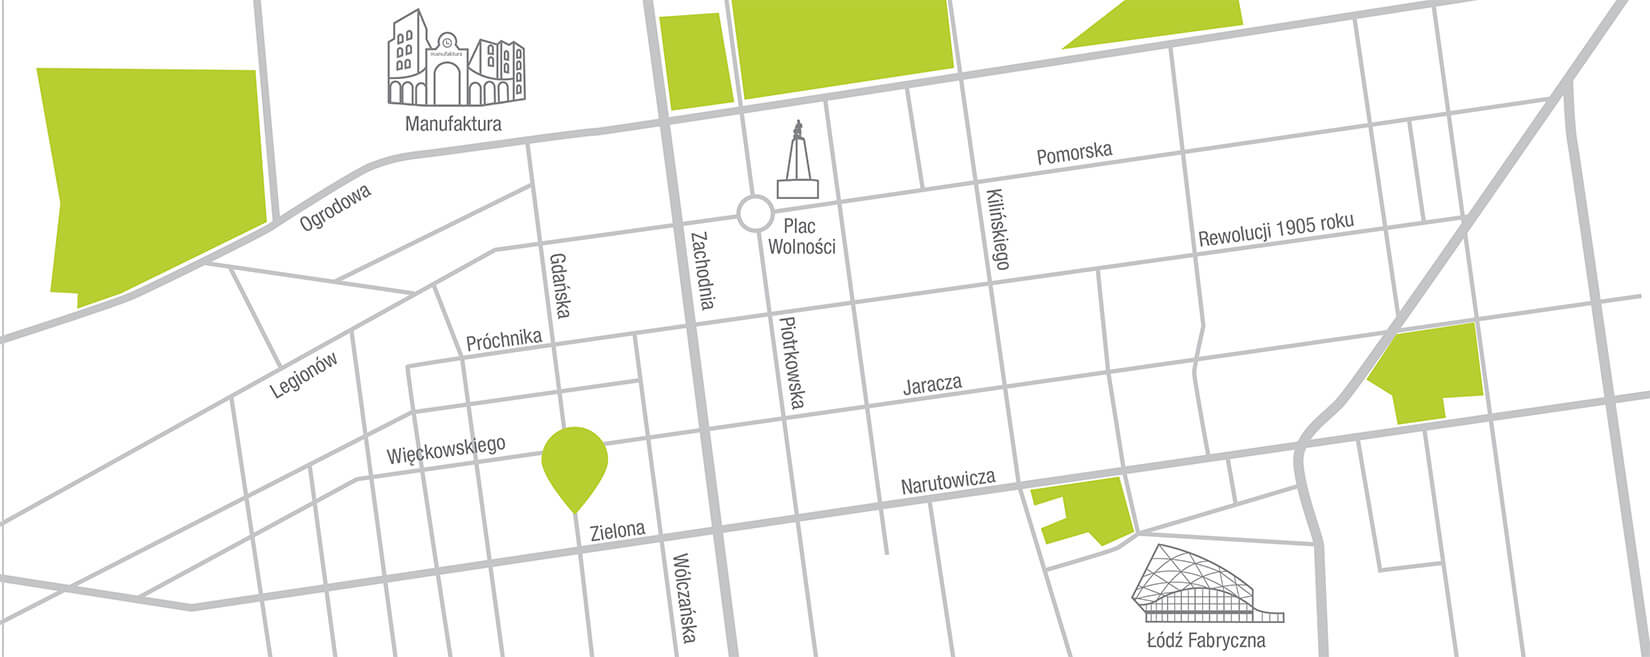 manufaktura
Manufaktura
Ogrodowa
Pomorska
Kilińskiego
Plac
Wolności
Rewolucji 1905 roku
Zachodnia
Gdańska
Próchnika
Piotrkowska
Legionów
Jaracza
Więckowskiego
Narutowicza
Zielona
Wólczańska
Łódź Fabryczna